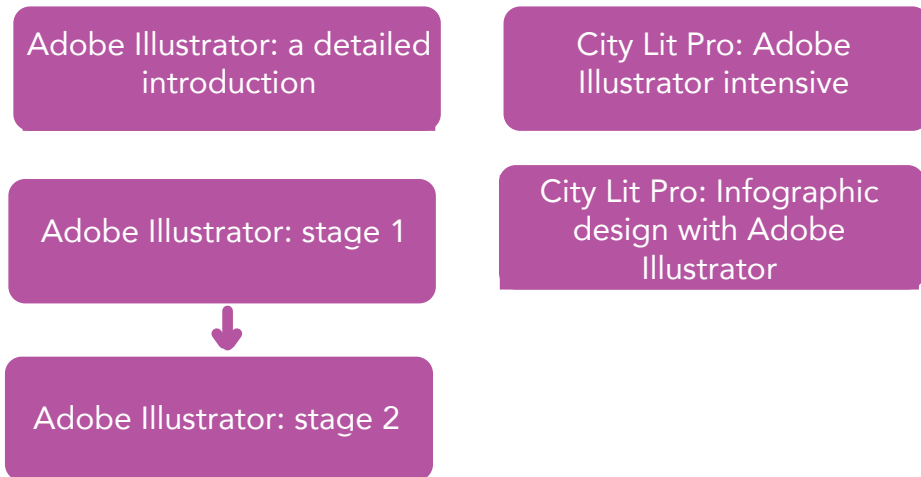 Adobe Illustrator: a detailed
introduction
City Lit Pro: Adobe
Illustrator intensive
Adobe Illustrator: stage 1
City Lit Pro: Infographic
design with Adobe
Illustrator
Adobe Illustrator: stage 2